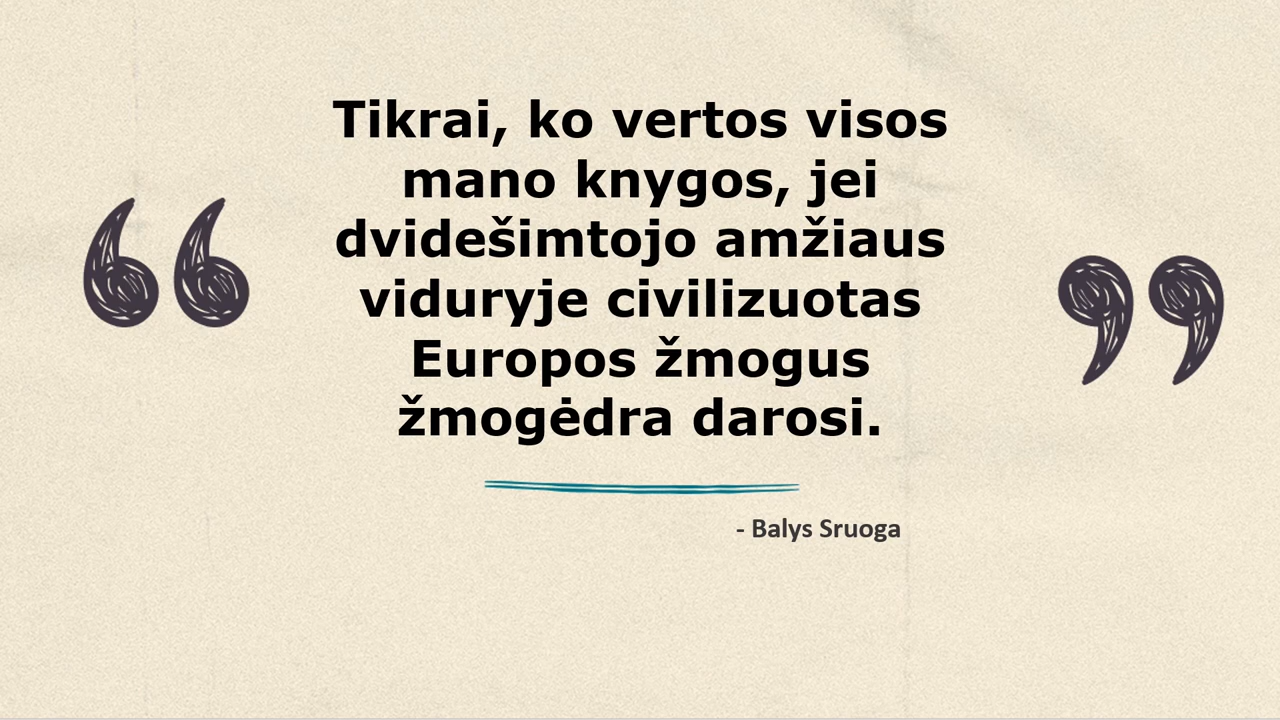 Tikrai, ko vertos visos
mano knygos, jei
dvidešimtojo amžiaus
viduryje civilizuotas
Europos žmogus
žmogėdra darosi.
- Balys Sruoga